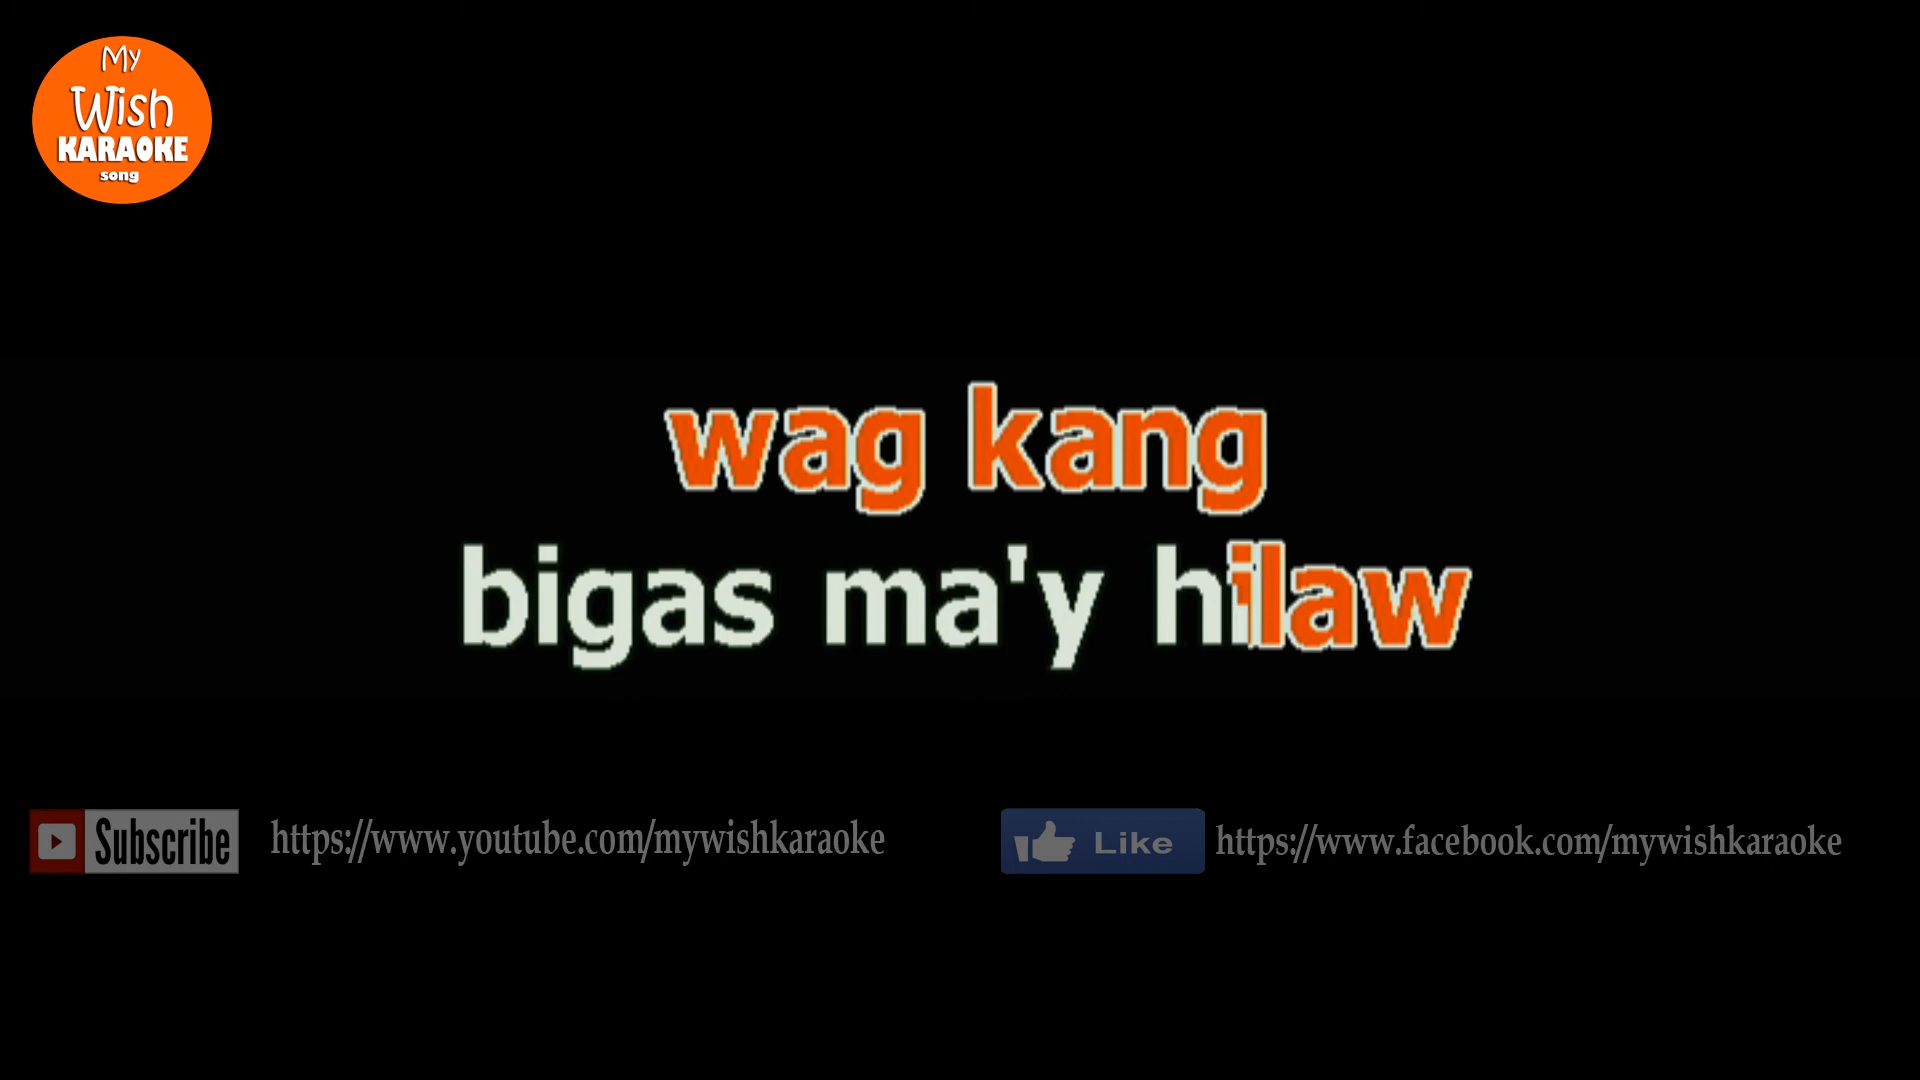 My
Wish
KARAOKE
song
wag kang
bigas ma'y hilaw
Subscribe https://www.youtube.com/mywishkaraoke
Like https://www.facebook.com/mywishkaraoke